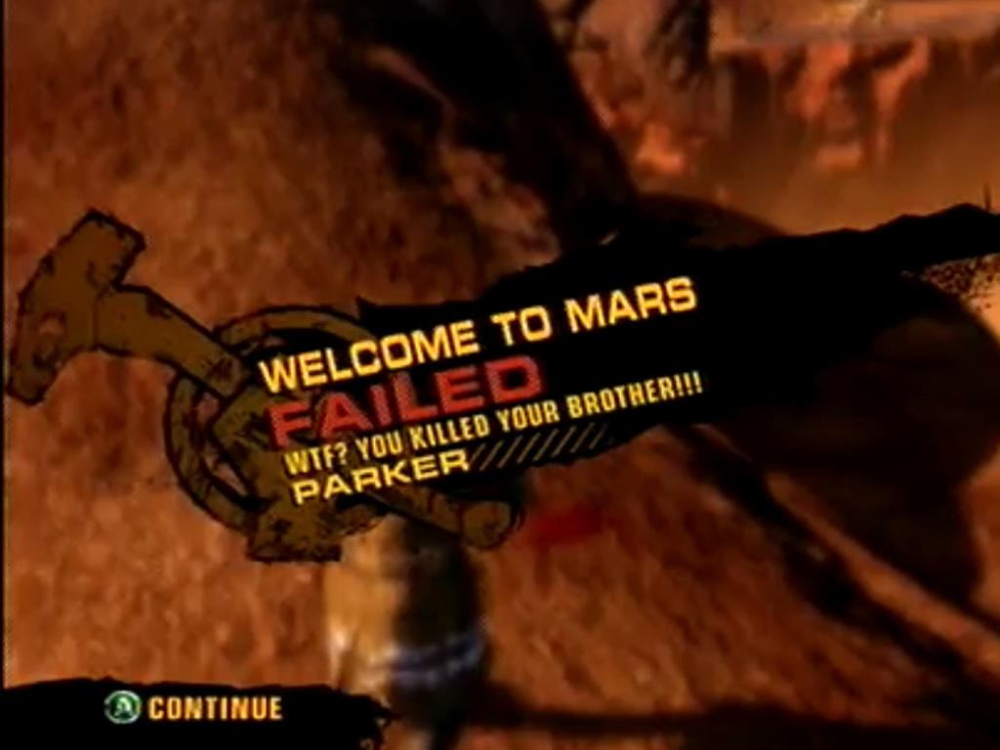 WELCOME TO MARS
FAILED
WTF? YOU KILLED YOUR BROTHER!!!
PARKER
A CONTINUE